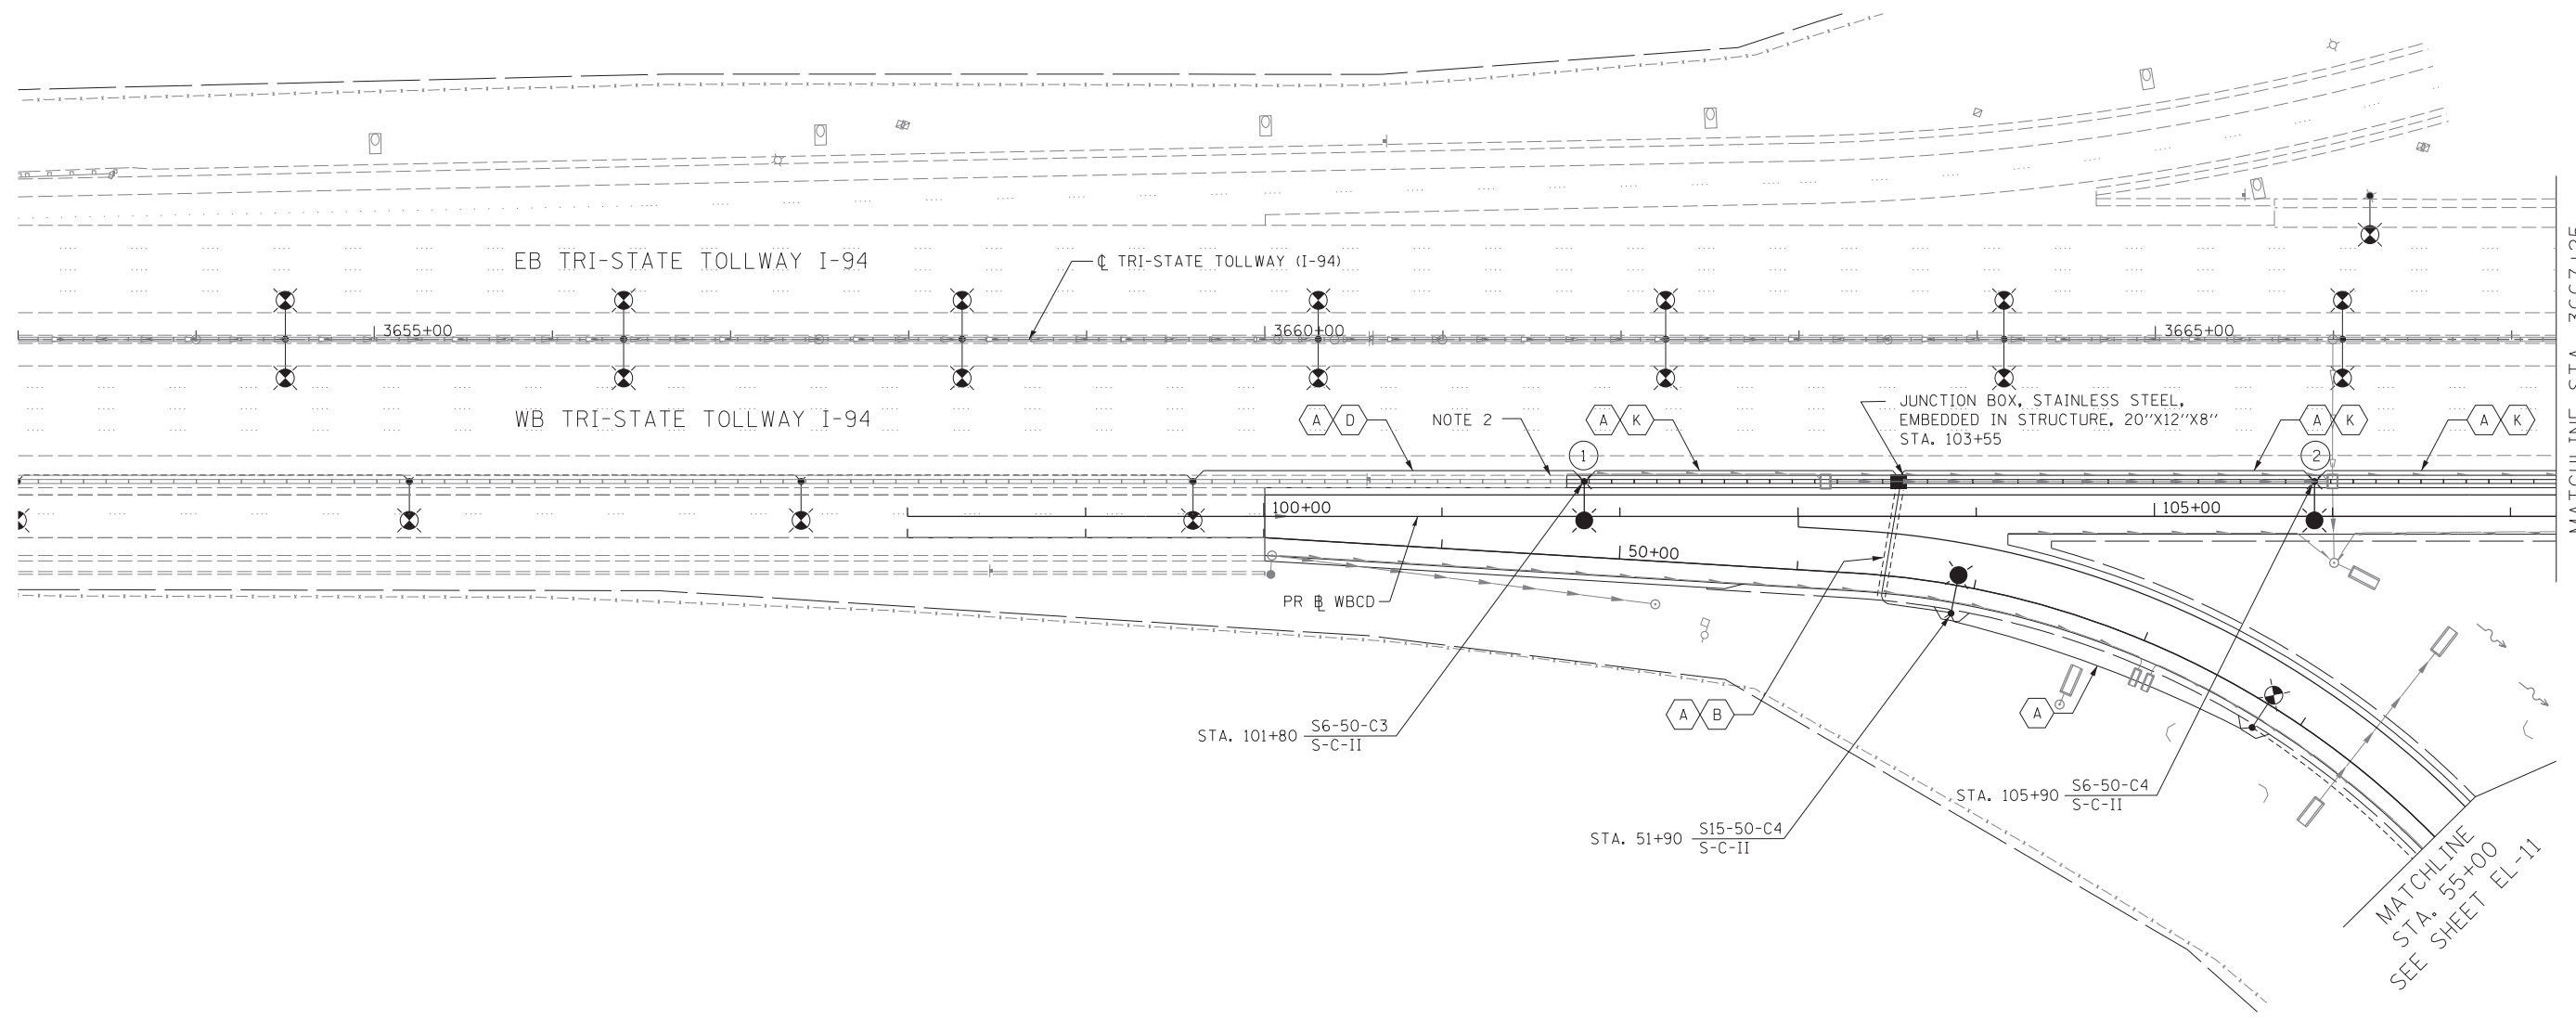 EB TRI-STATE TOLLWAY I-94
℄ TRI-STATE TOLLWAY (I-94)
3655+00
3660+00
3665+00
WB TRI-STATE TOLLWAY I-94
A D
NOTE 2
A K
JUNCTION BOX, STAINLESS STEEL,
EMBEDDED IN STRUCTURE, 20"X12"X8"
STA. 103+55
A K
A K
1
2
100+00
105+00
50+00
PR ⅊ WBCD
A B
A
STA. 101+80 S6-50-C3
S-C-II
STA. 105+90 S6-50-C4
S-C-II
STA. 51+90 S15-50-C4
S-C-II
MATCHLINE
STA. 55+00
SEE SHEET EL-11
MATCHLINE STA.